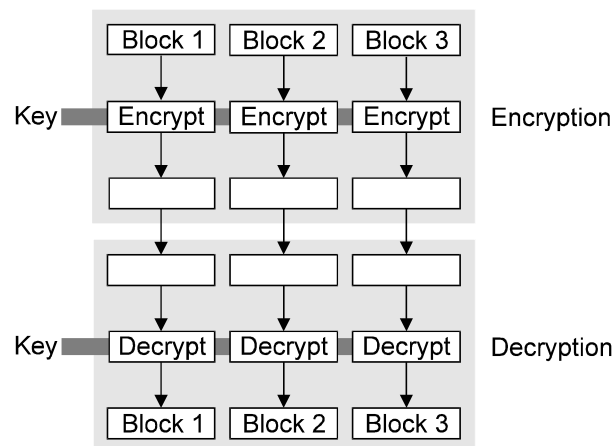 Block 1 Block 2 Block 3
Key Encrypt Encrypt Encrypt Encryption
Key Decrypt Decrypt Decrypt Decryption
Block 1 Block 2 Block 3